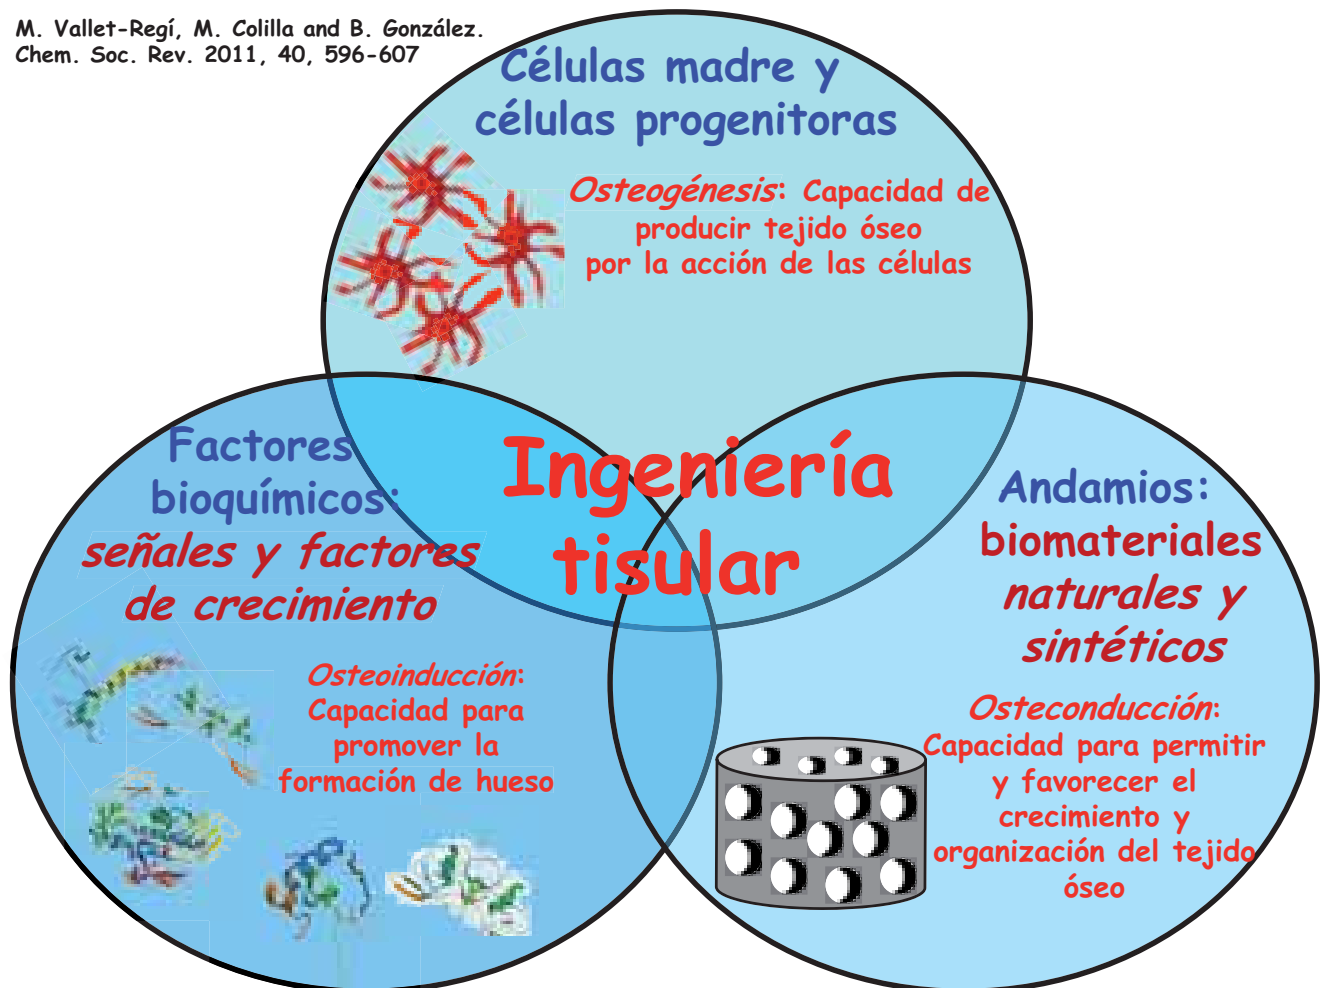 M. Vallet-Regí, M. Colilla and B. González.
Chem. Soc. Rev. 2011, 40, 596-607
Células madre y
células progenitoras
Osteogénesis: Capacidad de
producir tejido óseo
por la acción de las células
Ingeniería
tisular
Factores
bioquímicos:
señales y factores
de crecimiento
Osteoinducción:
Capacidad para
promover la
formación de hueso
Andamios:
biomateriales
naturales y
sintéticos
Osteconducción:
Capacidad para permitir
y favorecer el
crecimiento y
organización del tejido
óseo